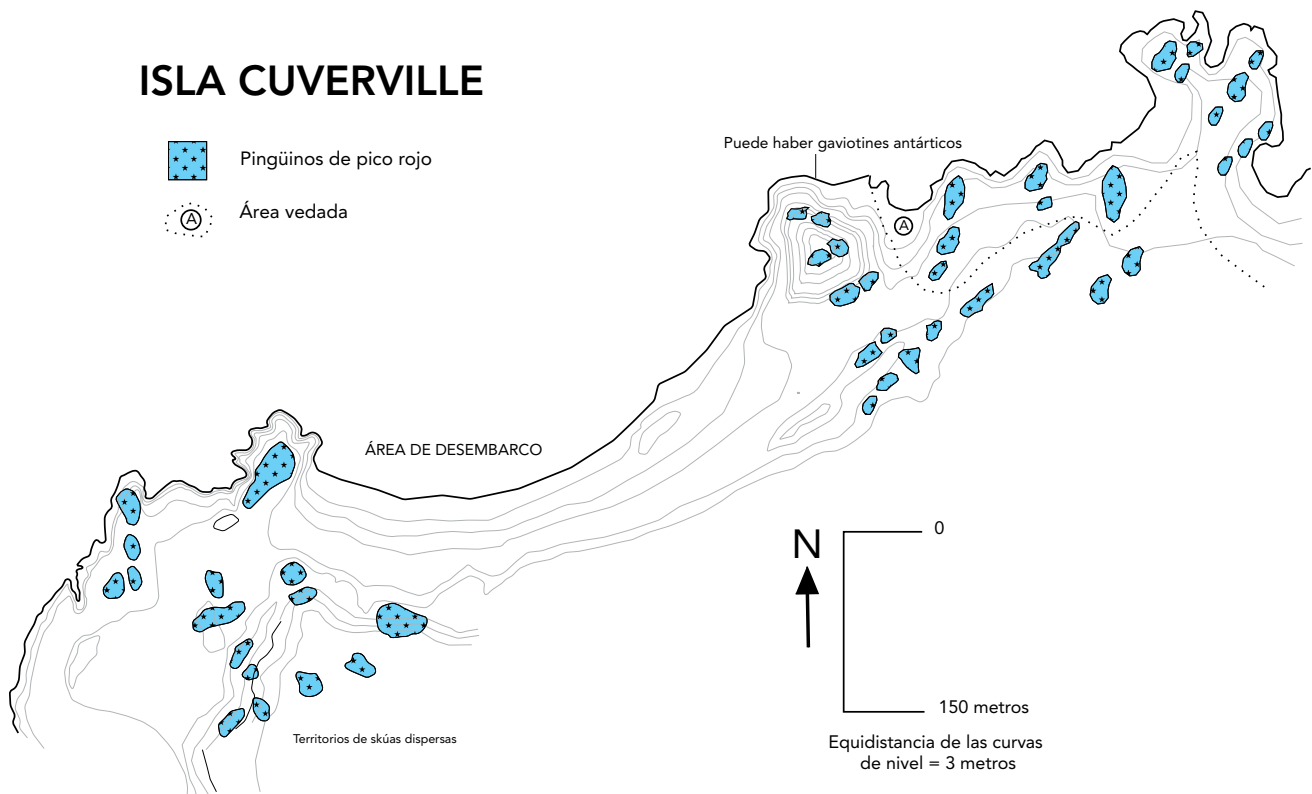 ISLA CUVERVILLE
Pingüinos de pico rojo
A
Área vedada
Puede haber gaviotines antárticos
A
ÁREA DE DESEMBARCO
N
0
150 metros
Equidistancia de las curvas
de nivel = 3 metros
Territorios de skúas dispersas